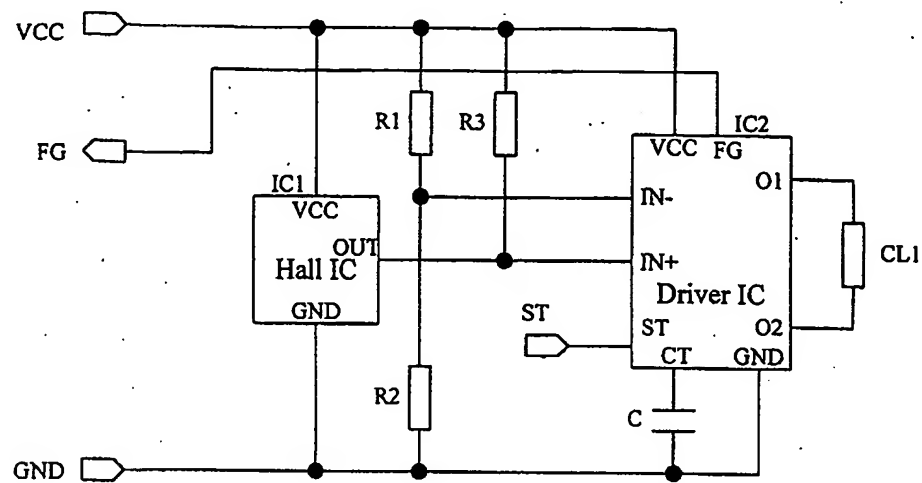 VCC
FG
R1
R3
IC2
VCC FG
O1
IC1
VCC
IN-
OUT
Hall IC
IN+
CL1
Driver IC
GND
ST
ST
O2
CT
GND
R2
C
GND